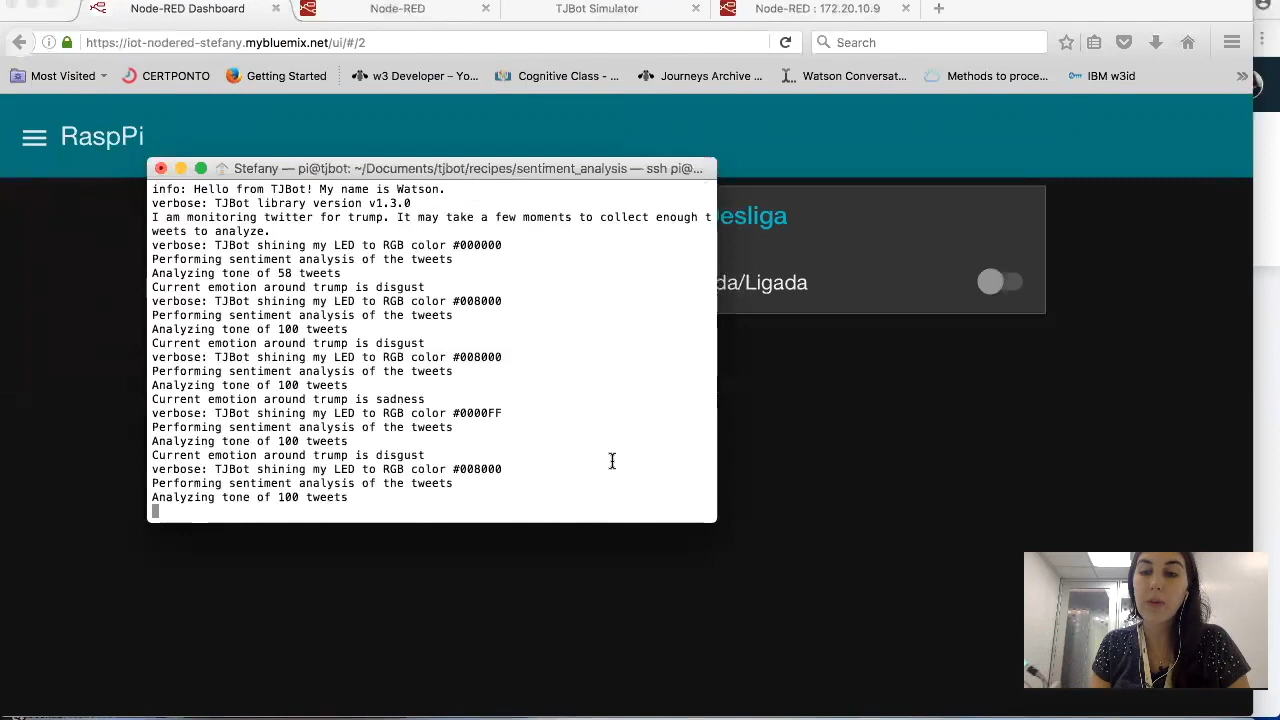 Node-RED Dashboard
Node-RED
TJBot Simulator
Node-RED : 172.20.10.9
https://iot-nodered-stefany.mybluemix.net/ui/#/2
Search
Most Visited
CERTPONTO
Getting Started
w3 Developer – Yo...
Cognitive Class - ...
Journeys Archive ...
Watson Conversat...
Methods to proce...
IBM w3id
RaspPi
Stefany — pi@tjbot: ~/Documents/tjbot/recipes/sentiment_analysis — ssh pi@...
info: Hello from TJBot! My name is Watson.
verbose: TJBot library version v1.3.0
I am monitoring twitter for trump. It may take a few moments to collect enough t
weets to analyze.
verbose: TJBot shining my LED to RGB color #000000
Performing sentiment analysis of the tweets
Analyzing tone of 58 tweets
Current emotion around trump is disgust
verbose: TJBot shining my LED to RGB color #008000
Performing sentiment analysis of the tweets
Analyzing tone of 100 tweets
Current emotion around trump is disgust
verbose: TJBot shining my LED to RGB color #008000
Performing sentiment analysis of the tweets
Analyzing tone of 100 tweets
Current emotion around trump is sadness
verbose: TJBot shining my LED to RGB color #0000FF
Performing sentiment analysis of the tweets
Analyzing tone of 100 tweets
Current emotion around trump is disgust
verbose: TJBot shining my LED to RGB color #008000
Performing sentiment analysis of the tweets
Analyzing tone of 100 tweets
esliga
da/Ligada